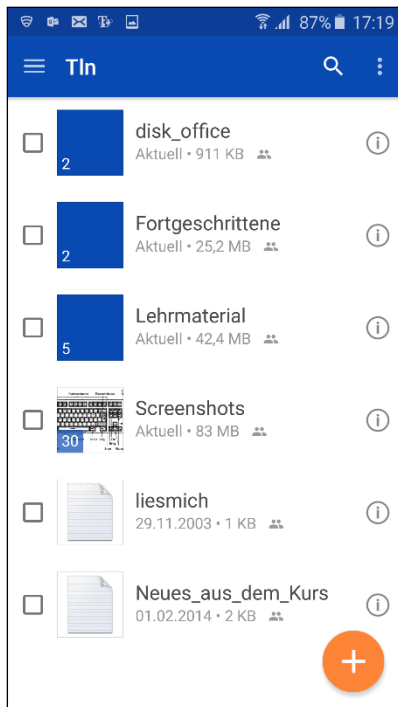 87% 17:19
Tln
disk_office
2
Aktuell • 911 KB
Fortgeschrittene
2
Aktuell • 25,2 MB
Lehrmaterial
5
Aktuell • 42,4 MB
Screenshots
30
Aktuell • 83 MB
liesmich
29.11.2003 • 1 KB
Neues_aus_dem_Kurs
01.02.2014 • 2 KB